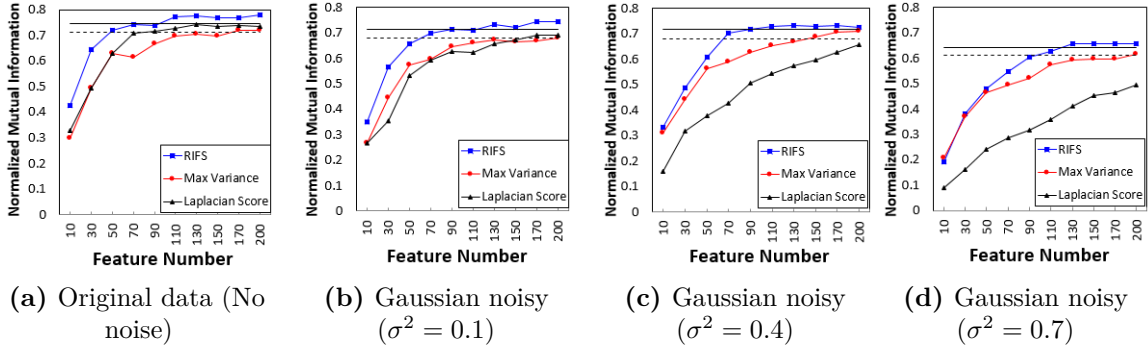 Normalized Mutual Information
0.8
0.7
0.6
0.5
0.4
0.3
0.2
0.1
0
RIFS
Max Variance
Laplacian Score
10 30 50 70 90 110 130 150 170 200
Feature Number
(a) Original data (No
noise)
Normalized Mutual Information
0.8
0.7
0.6
0.5
0.4
0.3
0.2
0.1
0
RIFS
Max Variance
Laplacian Score
10 30 50 70 90 110 130 150 170 200
Feature Number
(b) Gaussian noisy
(σ² = 0.1)
Normalized Mutual Information
0.8
0.7
0.6
0.5
0.4
0.3
0.2
0.1
0
RIFS
Max Variance
Laplacian Score
10 30 50 70 90 110 130 150 170 200
Feature Number
(c) Gaussian noisy
(σ² = 0.4)
Normalized Mutual Information
0.8
0.7
0.6
0.5
0.4
0.3
0.2
0.1
0
RIFS
Max Variance
Laplacian Score
10 30 50 70 90 110 130 150 170 200
Feature Number
(d) Gaussian noisy
(σ² = 0.7)